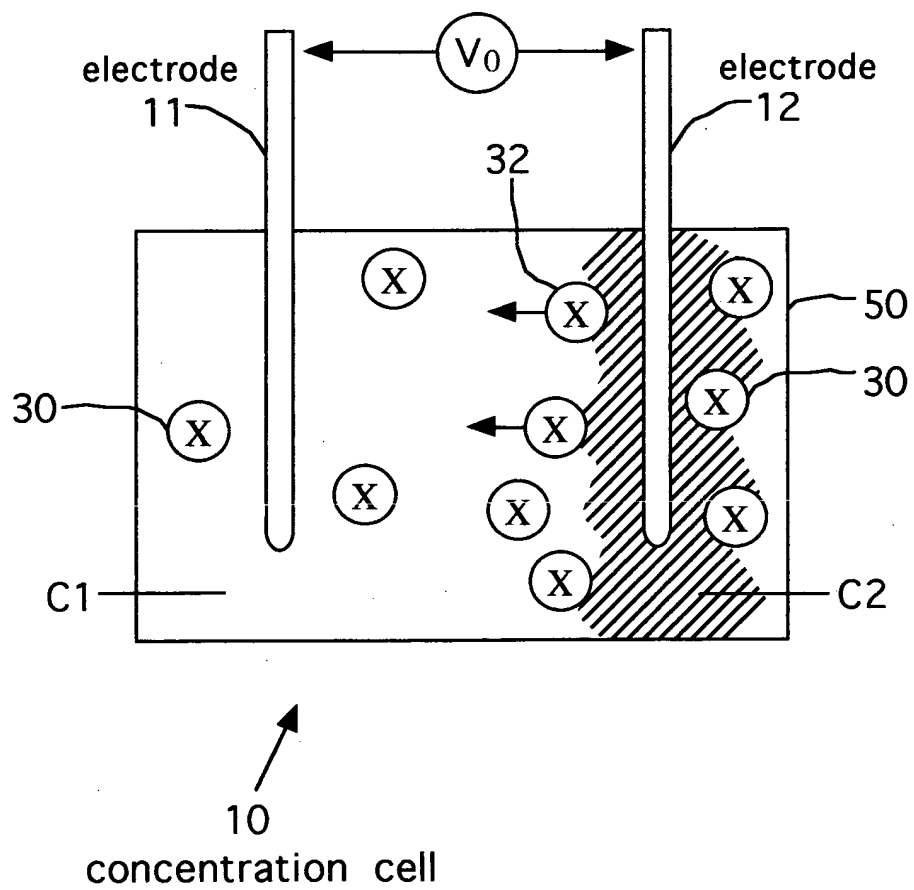 V0
electrode
11
electrode
12
32
X
X
X
50
30
X
30
X
X
X
X
X
X
C1
C2
10
concentration cell